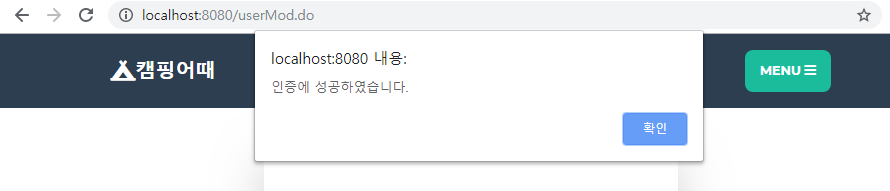 localhost:8080/userMod.do
localhost:8080 내용:
인증에 성공하였습니다.
캠핑어때
MENU
확인